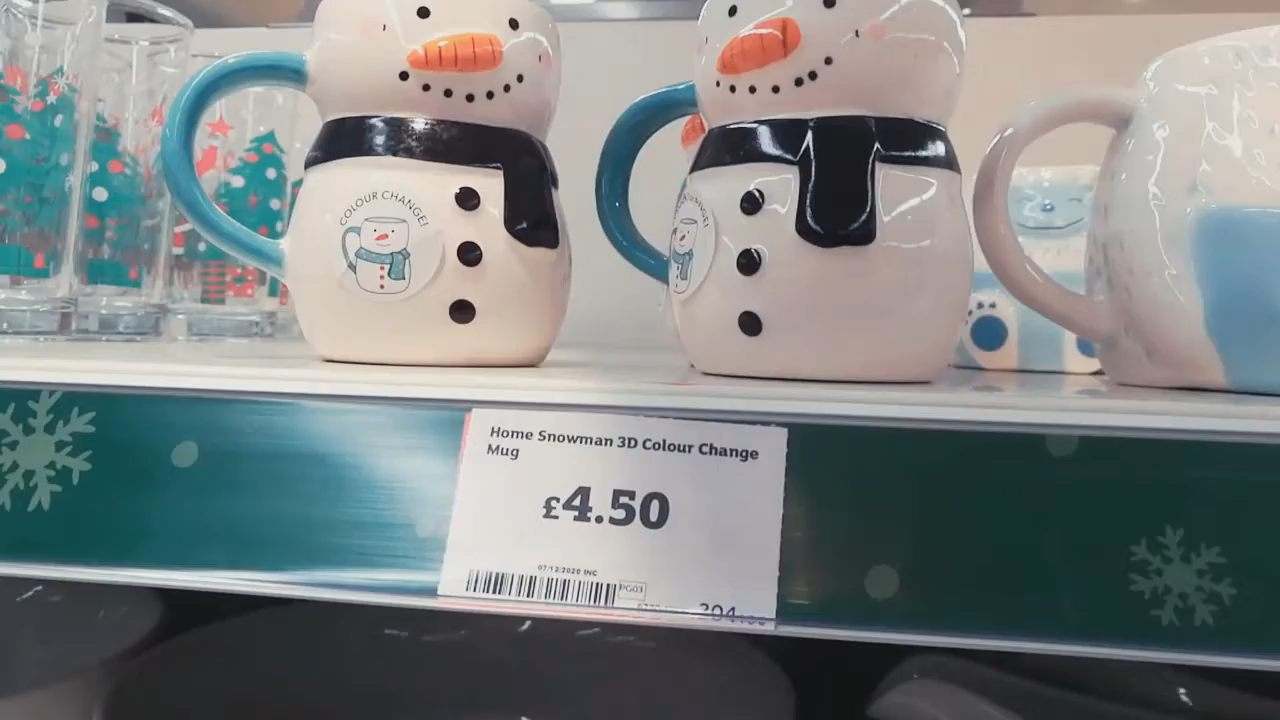 COLOUR CHANGE!
Home Snowman 3D Colour Change
Mug
£4.50
07/12/2020 INC
PG03